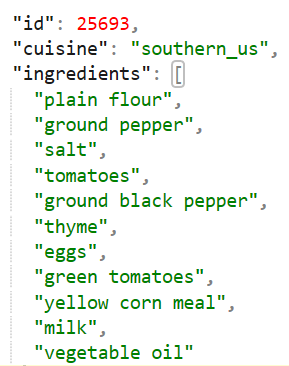 "id": 25693,
"cuisine": "southern_us",
"ingredients": [
"plain flour",
"ground pepper",
"salt",
"tomatoes",
"ground black pepper",
"thyme",
"eggs",
"green tomatoes",
"yellow corn meal",
"milk",
"vegetable oil"